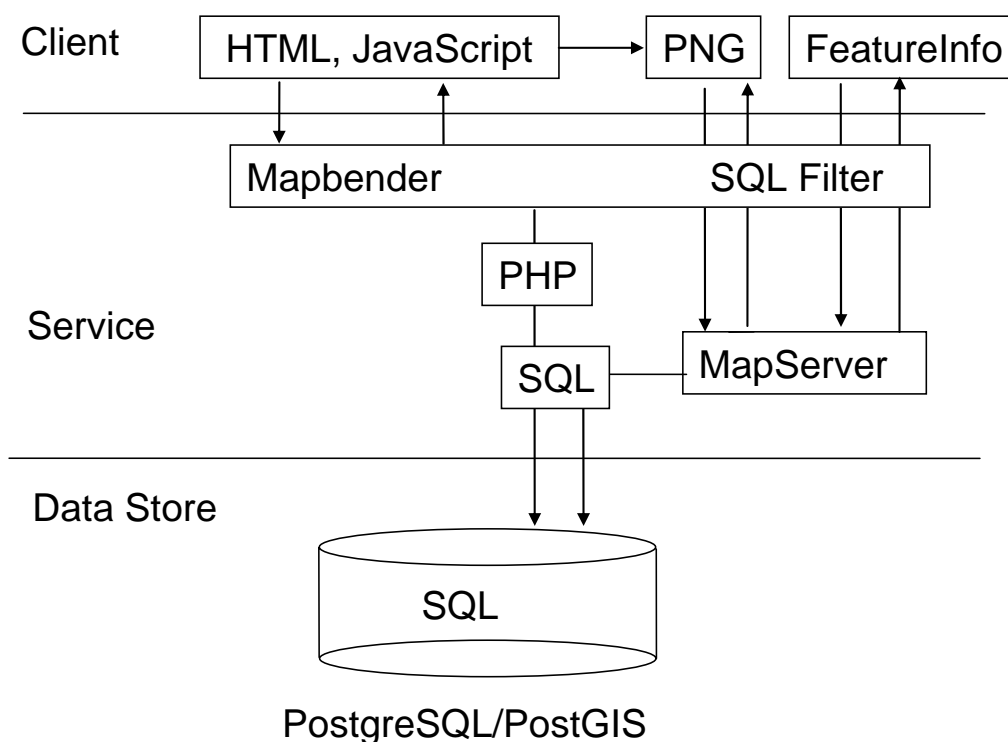 Client
HTML, JavaScript
PNG
FeatureInfo
Mapbender
SQL Filter
PHP
Service
SQL
MapServer
Data Store
SQL
PostgreSQL/PostGIS